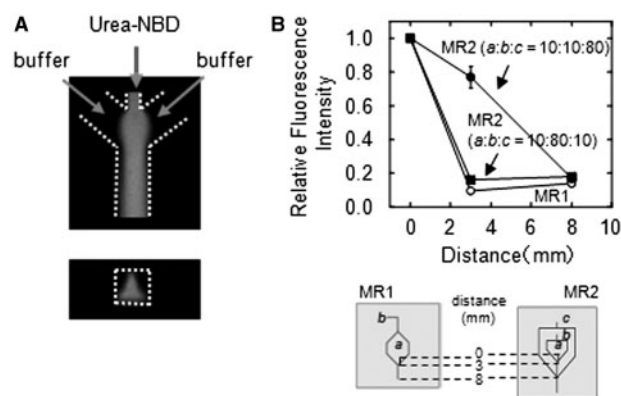 A
Urea-NBD
buffer
buffer
B
Relative Fluorescence
Intensity
1.0
0.8
0.6
0.4
0.2
0.0
MR2 (a:b:c = 10:10:80)
MR2
(a:b:c = 10:80:10)
MR1
0 2 4 6 8 10
Distance(mm)
MR1
distance
(mm)
MR2
b
a
0
3
8
c
b
a